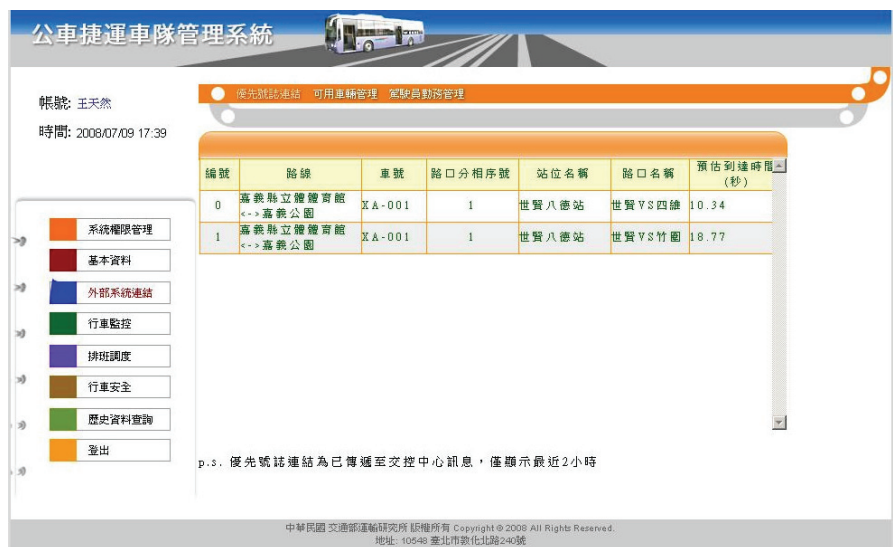 公車捷運車隊管理系統
優先號誌連結 可用車輛管理 駕駛員勤務管理
帳號: 王天然
時間: 2008/07/09 17:39
編號 路線 車號 路口分相序號 站位名稱 路口名稱 預估到達時間(秒)
0 嘉義縣立體體育館<->嘉義公園 XA-001 1 世賢八德站 世賢VS四維 10.34
1 嘉義縣立體體育館<->嘉義公園 XA-001 1 世賢八德站 世賢VS竹圍 18.77
系統權限管理
基本資料
外部系統連結
行車監控
排班調度
行車安全
歷史資料查詢
登出
p.s. 優先號誌連結為已傳遞至交控中心訊息，僅顯示最近2小時
中華民國 交通部運輸研究所 版權所有 Copyright © 2008 All Rights Reserved.
地址: 10548 臺北市敦化北路240號